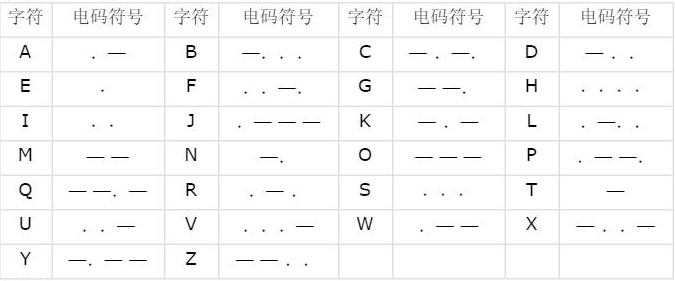 字符 电码符号 字符 电码符号 字符 电码符号 字符 电码符号
A . — B —. . . C — . —. D — . .
E . F . . —. G — —. H . . . .
I . . J . — — — K — . — L . —. .
M — — N —. O — — — P . — —.
Q — —. — R . — . S . . . T —
U . . — V . . . — W . — — X — . . —
Y —. — — Z — — . .